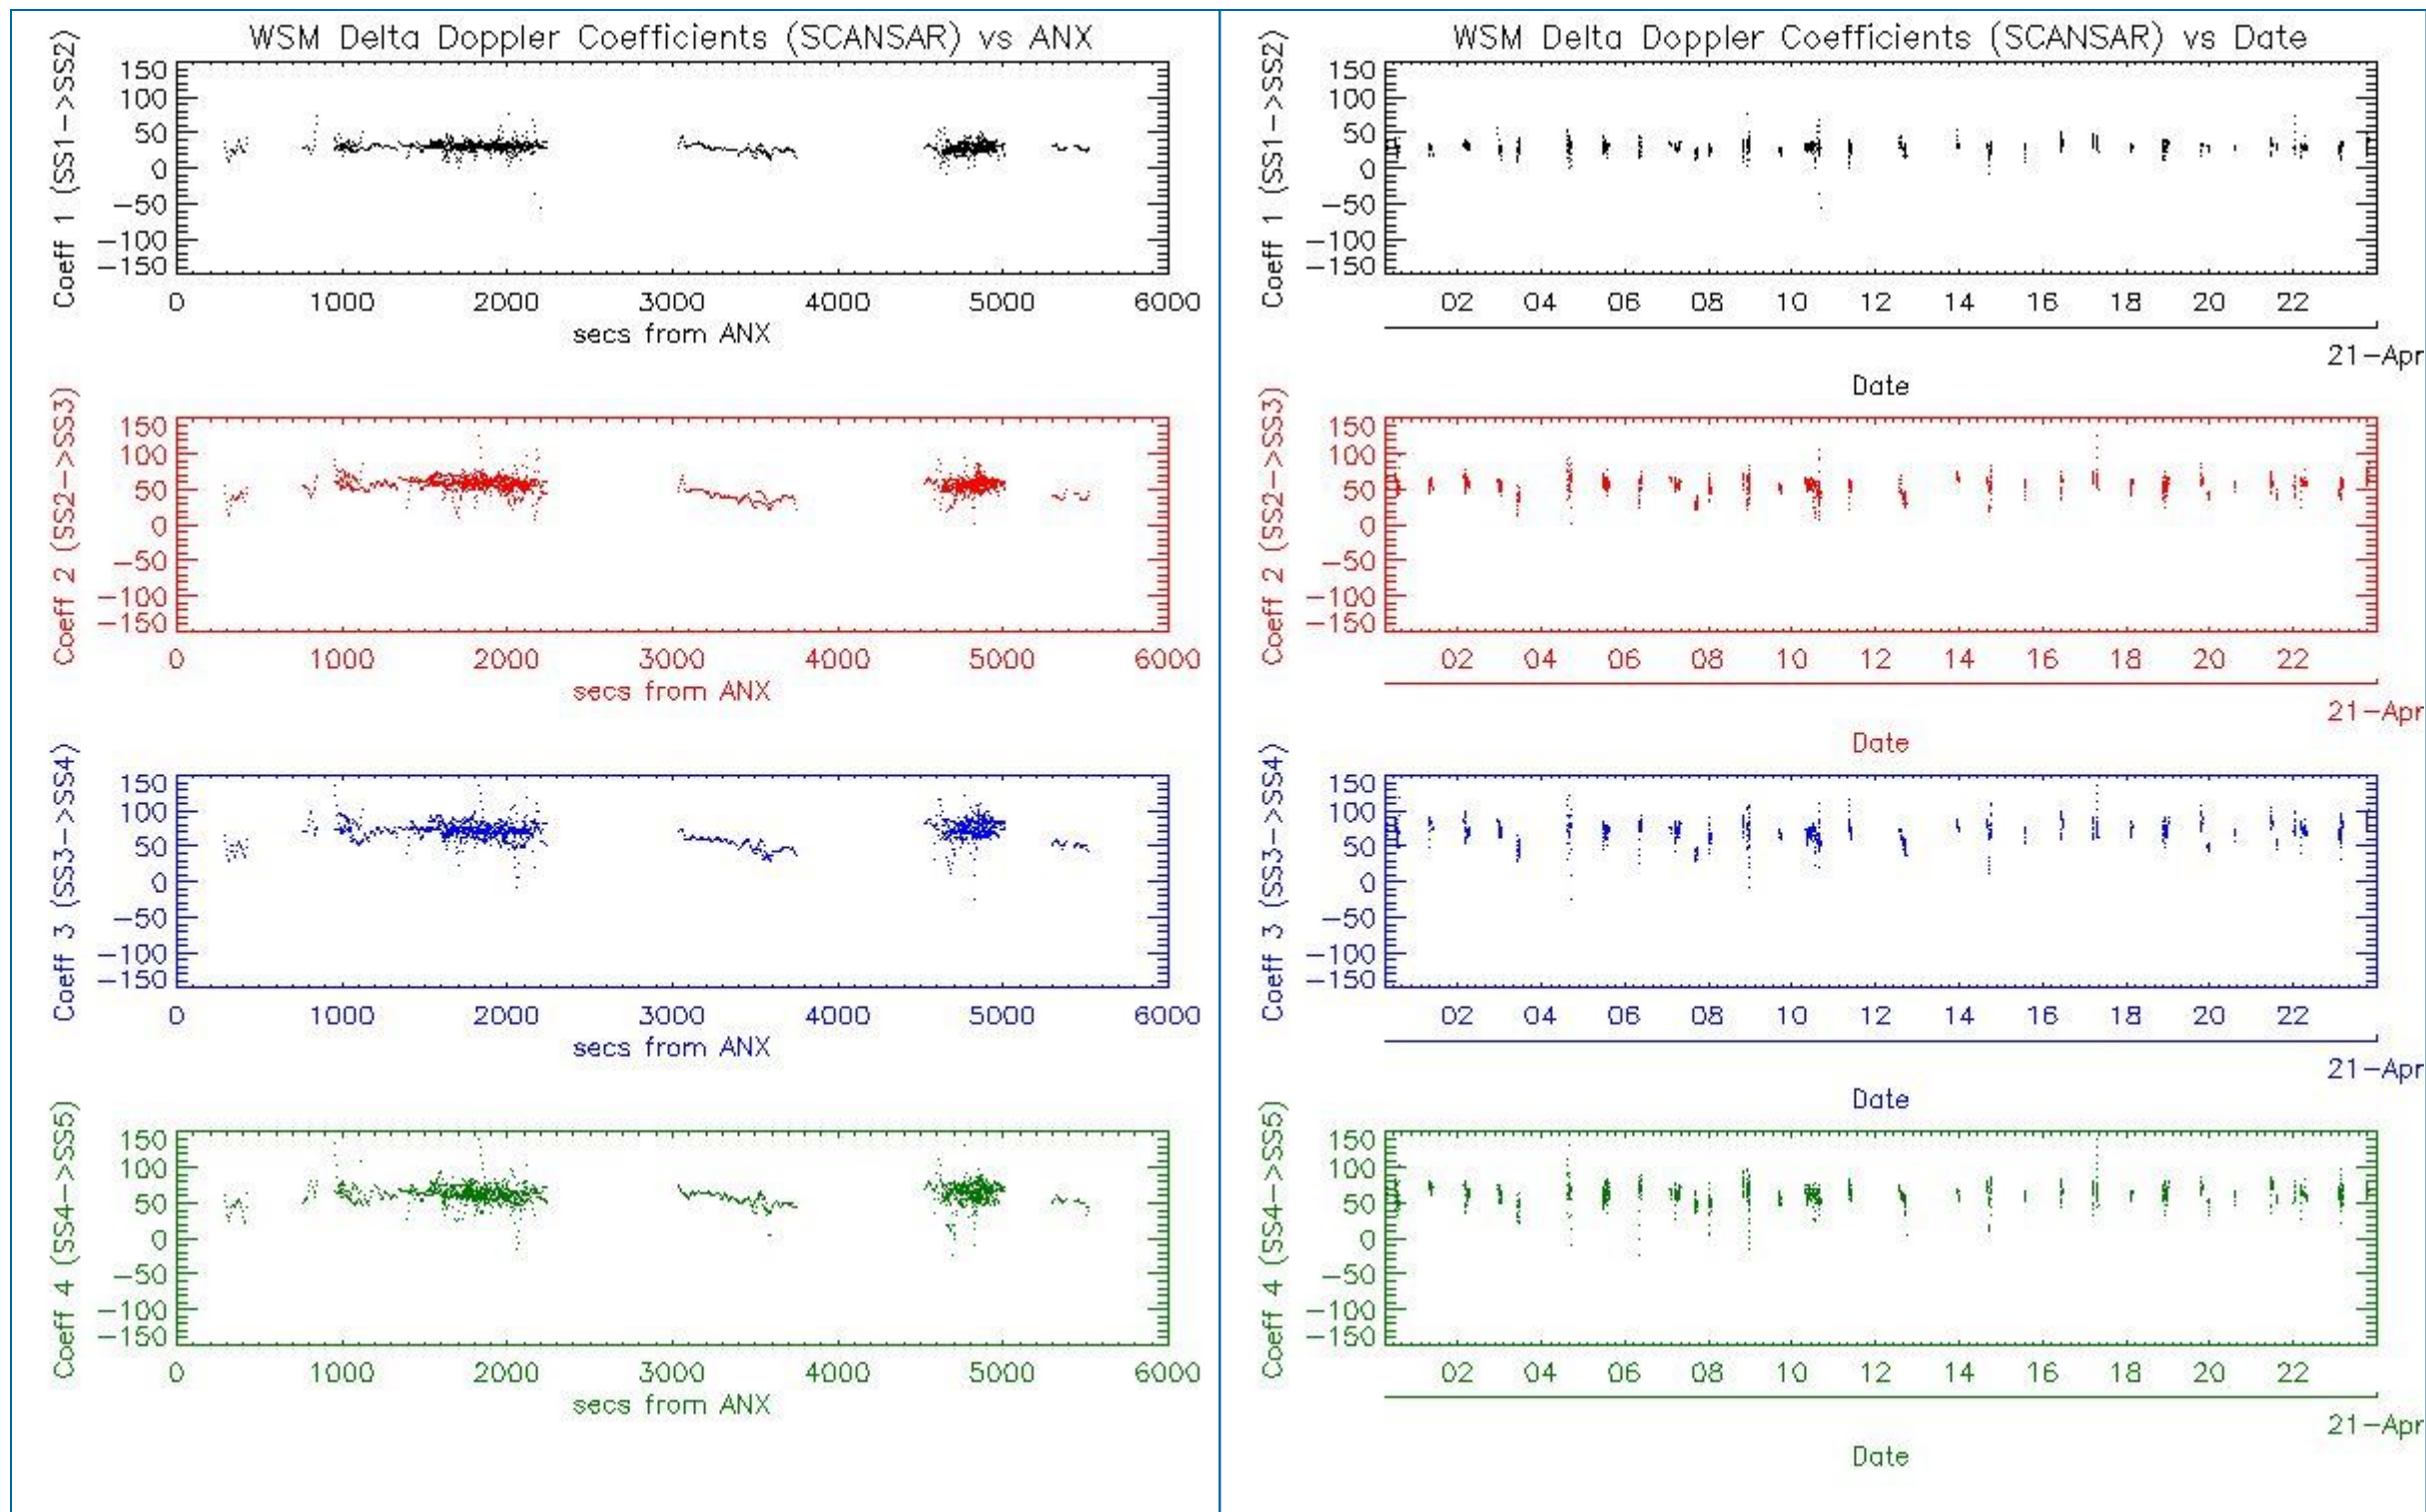 WSM Delta Doppler Coefficients (SCANSAR) vs ANX
Coeff 1 (SS1->SS2)
150
100
50
0
-50
-100
-150
0 1000 2000 3000 4000 5000 6000
secs from ANX
Coeff 2 (SS2->SS3)
150
100
50
0
-50
-100
-150
0 1000 2000 3000 4000 5000 6000
secs from ANX
Coeff 3 (SS3->SS4)
150
100
50
0
-50
-100
-150
0 1000 2000 3000 4000 5000 6000
secs from ANX
Coeff 4 (SS4->SS5)
150
100
50
0
-50
-100
-150
0 1000 2000 3000 4000 5000 6000
secs from ANX
WSM Delta Doppler Coefficients (SCANSAR) vs Date
Coeff 1 (SS1->SS2)
150
100
50
0
-50
-100
-150
02 04 06 08 10 12 14 16 18 20 22
21-Apr
Date
Coeff 2 (SS2->SS3)
150
100
50
0
-50
-100
-150
02 04 06 08 10 12 14 16 18 20 22
21-Apr
Date
Coeff 3 (SS3->SS4)
150
100
50
0
-50
-100
-150
02 04 06 08 10 12 14 16 18 20 22
21-Apr
Date
Coeff 4 (SS4->SS5)
150
100
50
0
-50
-100
-150
02 04 06 08 10 12 14 16 18 20 22
21-Apr
Date